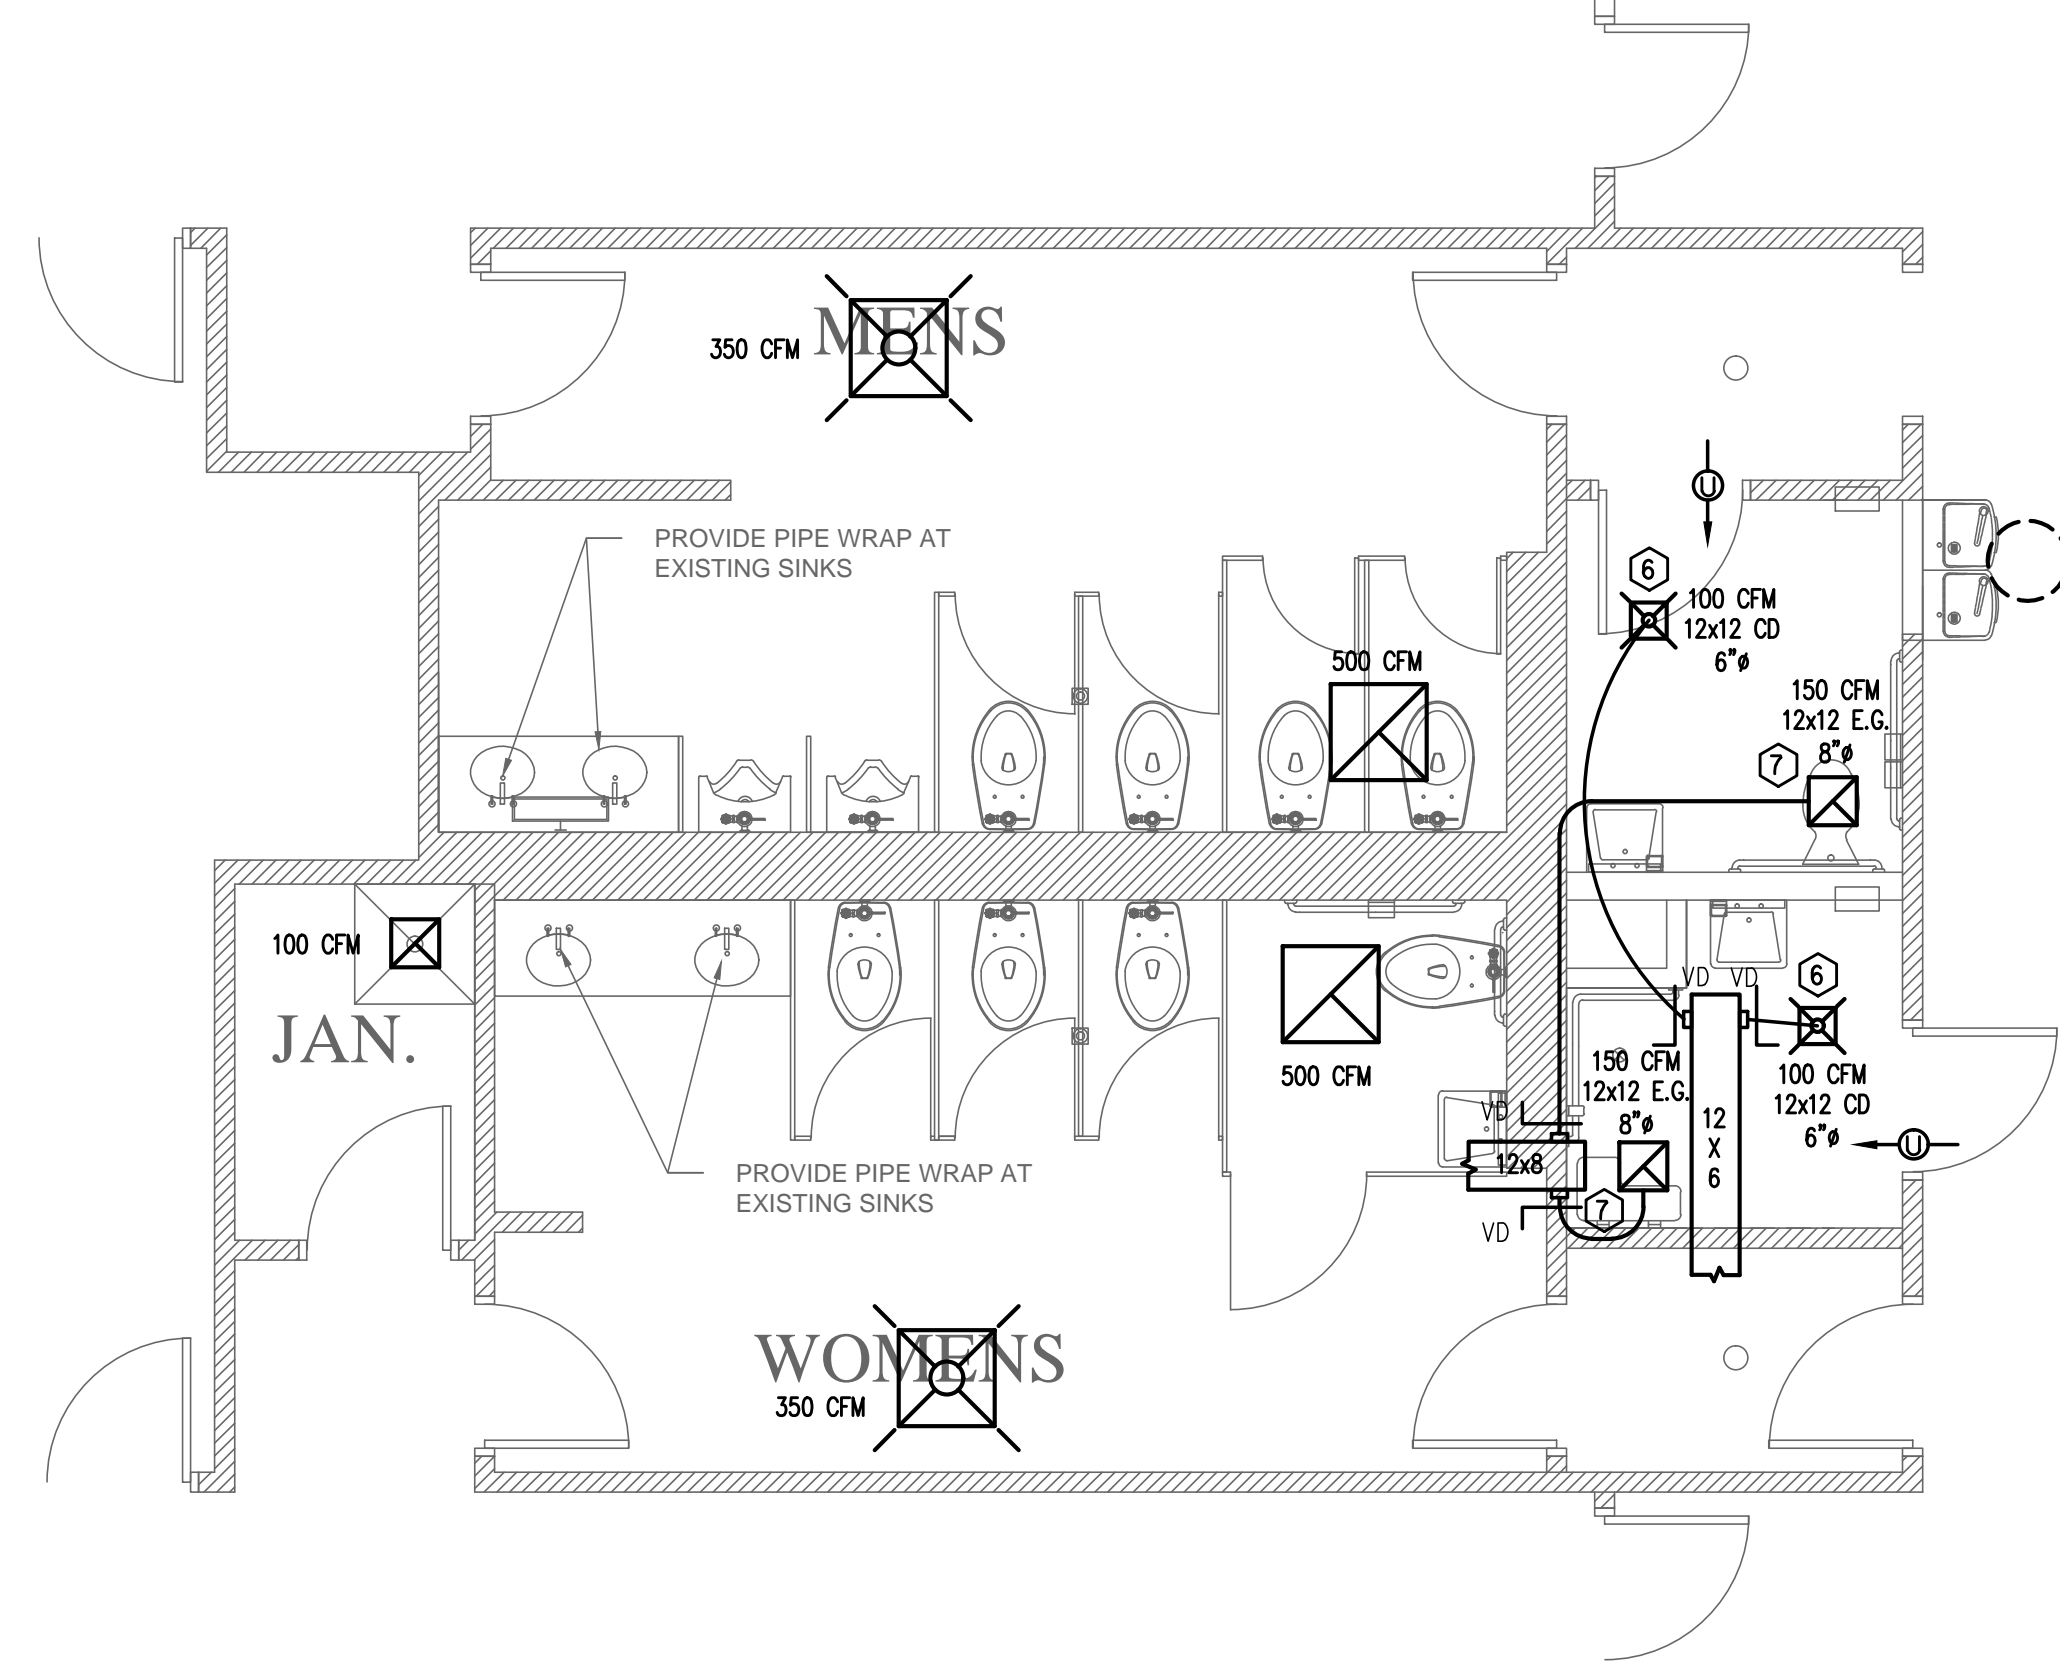 MENS
350 CFM
U
PROVIDE PIPE WRAP AT
EXISTING SINKS
6
100 CFM
12x12 CD
6"ø
500 CFM
150 CFM
12x12 E.G.
8"ø
7
100 CFM
JAN.
VD
VD
6
500 CFM
150 CFM
12x12 E.G.
8"ø
100 CFM
12x12 CD
6"ø
VD
12
X
6
U
12x8
PROVIDE PIPE WRAP AT
EXISTING SINKS
7
VD
WOMENS
350 CFM